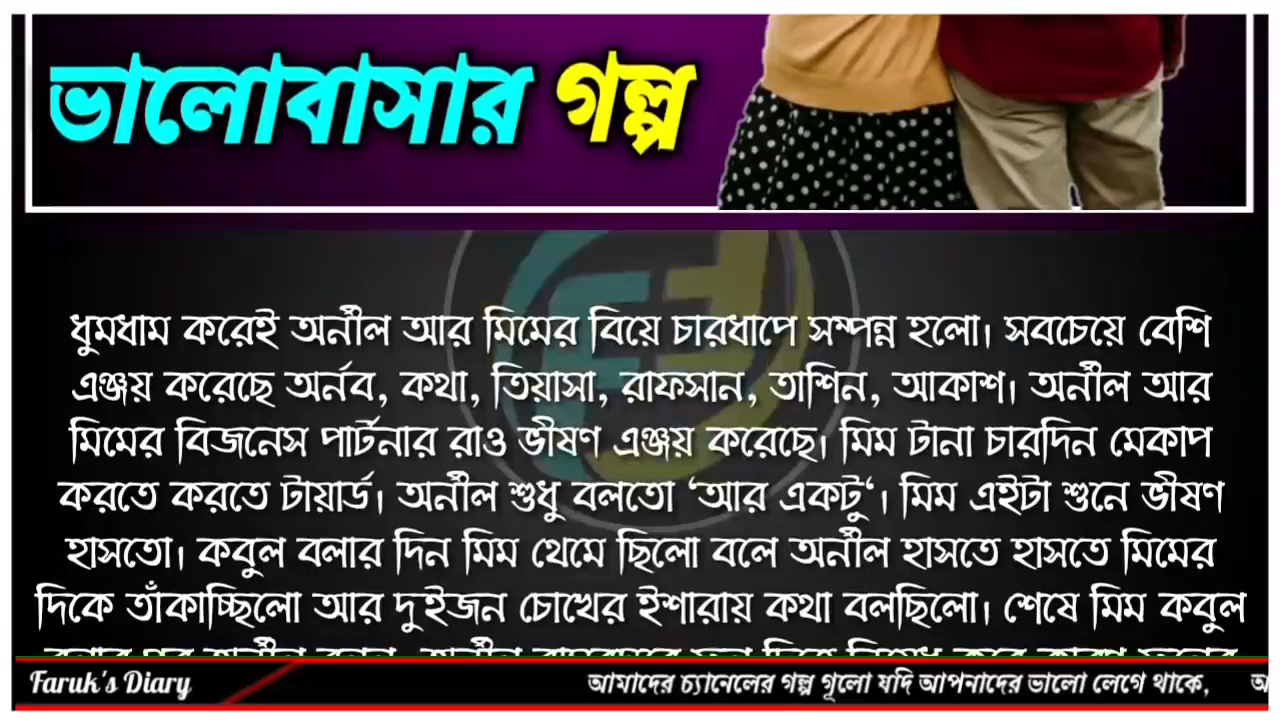 ভালোবাসার গল্প
ধুমধাম করেই অনীল আর মিমের বিয়ে চারধাপে সম্পন্ন হলো। সবচেয়ে বেশি
এঞ্জয় করেছে অর্নব, কথা, তিয়াসা, রাফসান, তাশিন, আকাশ। অনীল আর
মিমের বিজনেস পার্টনার রাও ভীষণ এঞ্জয় করেছে। মিম টানা চারদিন মেকাপ
করতে করতে টায়ার্ড। অনীল শুধু বলতো ‘আর একটু‘। মিম এইটা শুনে ভীষণ
হাসতো। কবুল বলার দিন মিম থেমে ছিলো বলে অনীল হাসতে হাসতে মিমের
দিকে তাঁকাচ্ছিলো আর দুইজন চোখের ইশারায় কথা বলছিলো। শেষে মিম কবুল
Faruk's Diary
আমাদের চ্যানেলের গল্প গূলো যদি আপনাদের ভালো লেগে থাকে,